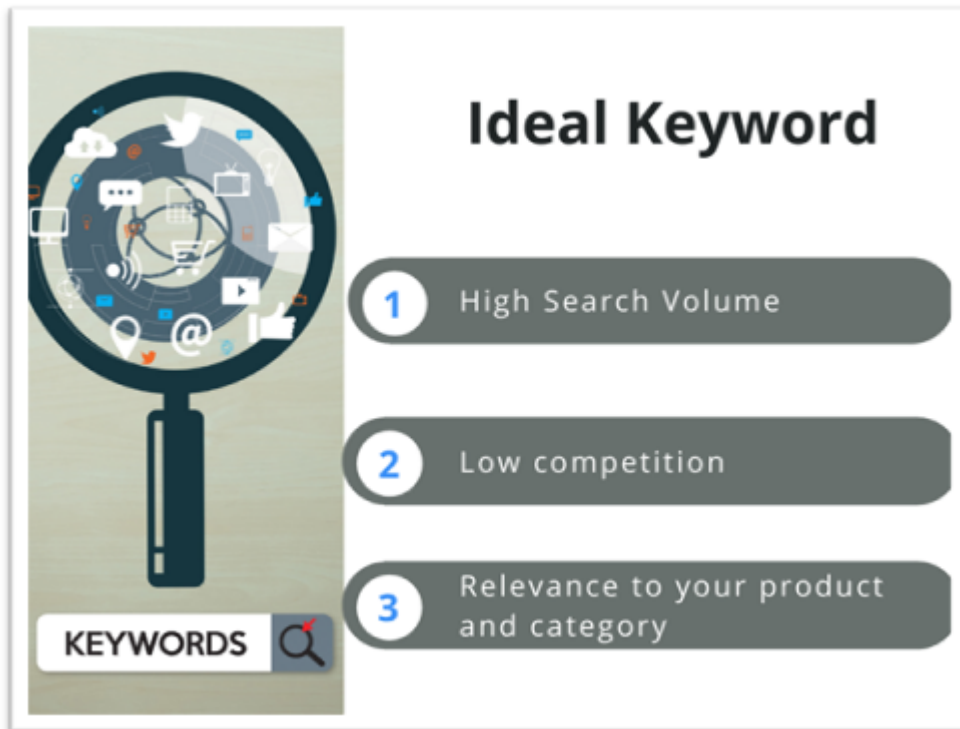 Ideal Keyword
1 High Search Volume
2 Low competition
3 Relevance to your product
and category
KEYWORDS